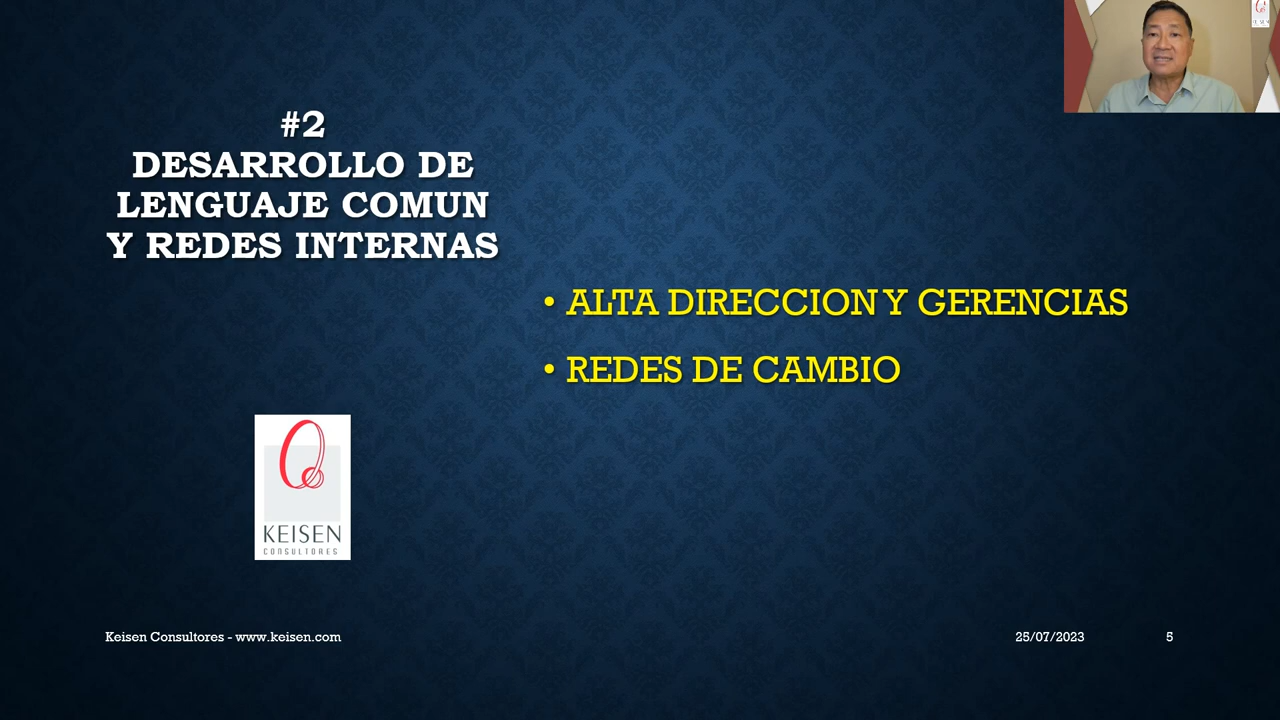 #2
DESARROLLO DE
LENGUAJE COMUN
Y REDES INTERNAS
• ALTA DIRECCION Y GERENCIAS
• REDES DE CAMBIO
KEISEN
CONSULTORES
Keisen Consultores - www.keisen.com
25/07/2023
5